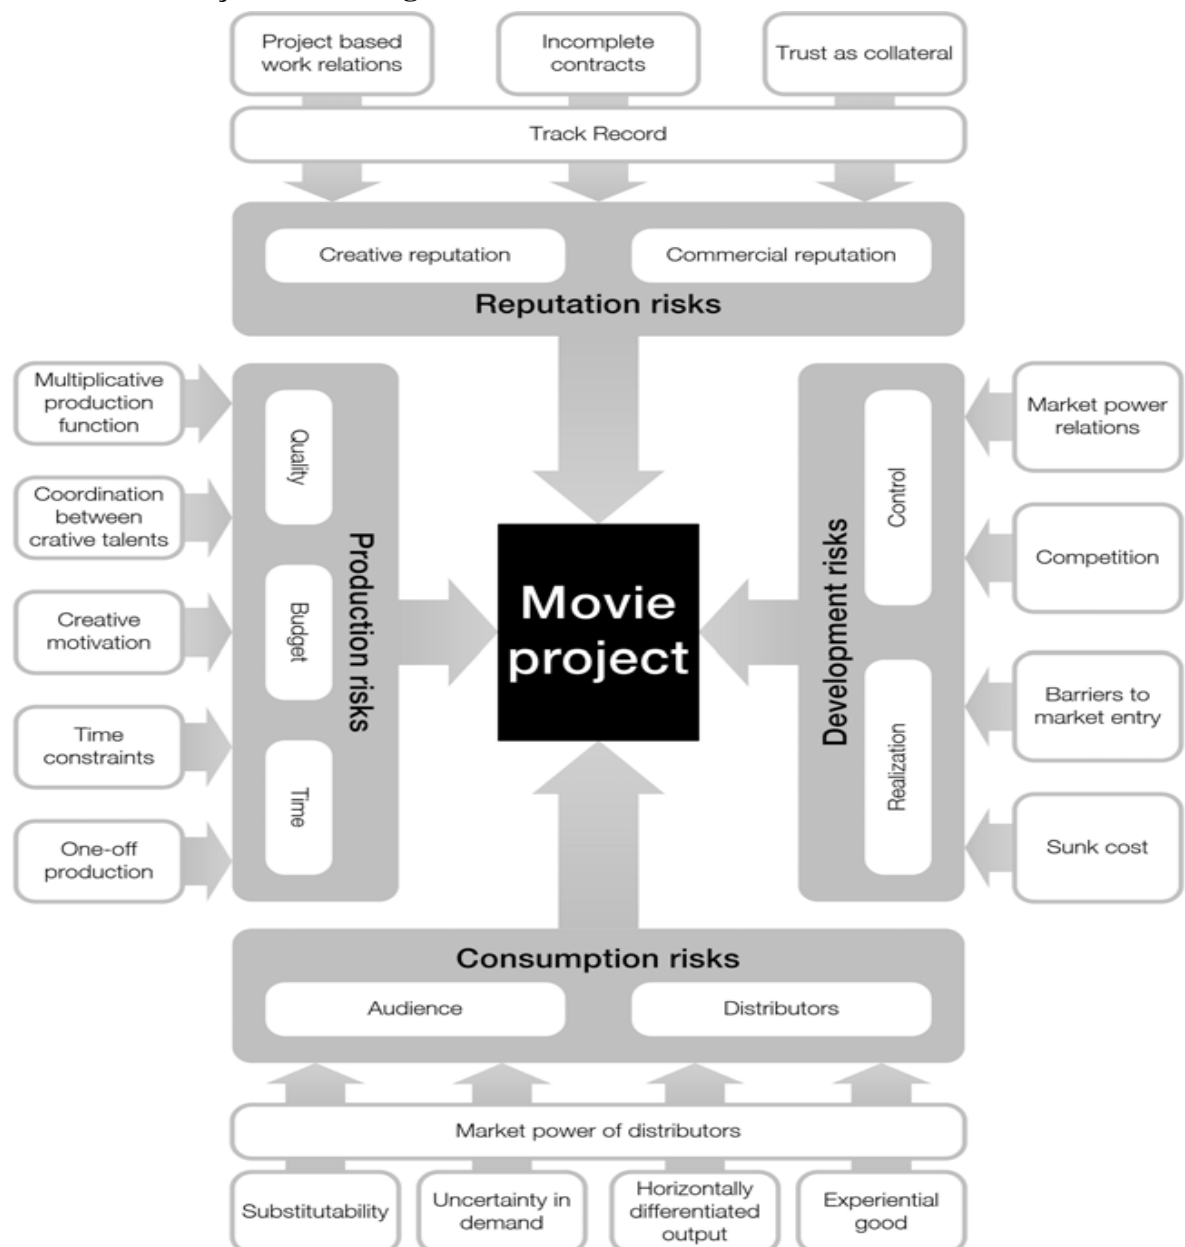 Project based
work relations
Incomplete
contracts
Trust as collateral
Track Record
Creative reputation
Commercial reputation
Reputation risks
Multiplicative
production
function
Coordination
between
crative talents
Creative
motivation
Time
constraints
One-off
production
Quality
Budget
Time
Production risks
Movie
project
Development risks
Control
Realization
Market power
relations
Competition
Barriers to
market entry
Sunk cost
Consumption risks
Audience
Distributors
Market power of distributors
Substitutability
Uncertainty in
demand
Horizontally
differentiated
output
Experiential
good